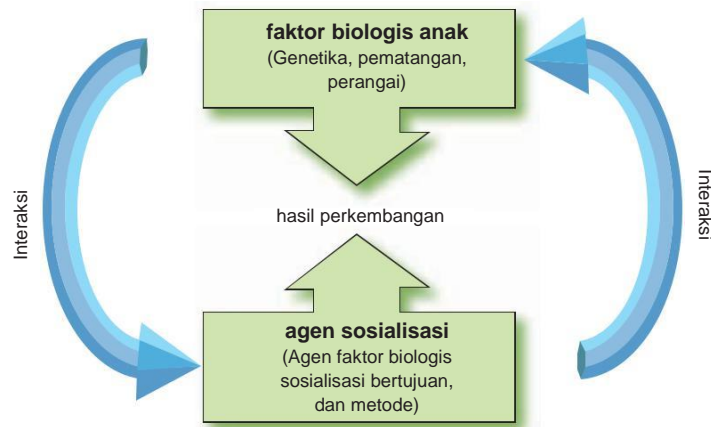 faktor biologis anak
(Genetika, pematangan,
perangai)
Interaksi
hasil perkembangan
Interaksi
agen sosialisasi
(Agen faktor biologis
sosialisasi bertujuan,
dan metode)